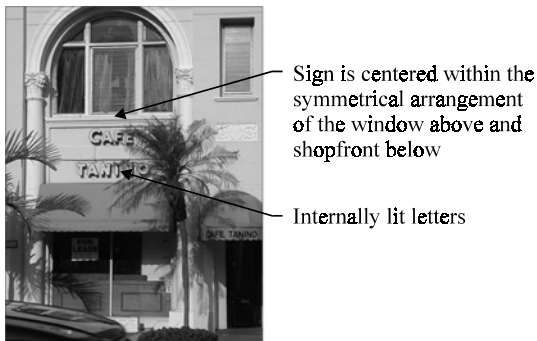 CAFE
TANINO
CAFE TANINO
FOR
LEASE
Sign is centered within the
symmetrical arrangement
of the window above and
shopfront below
Internally lit letters